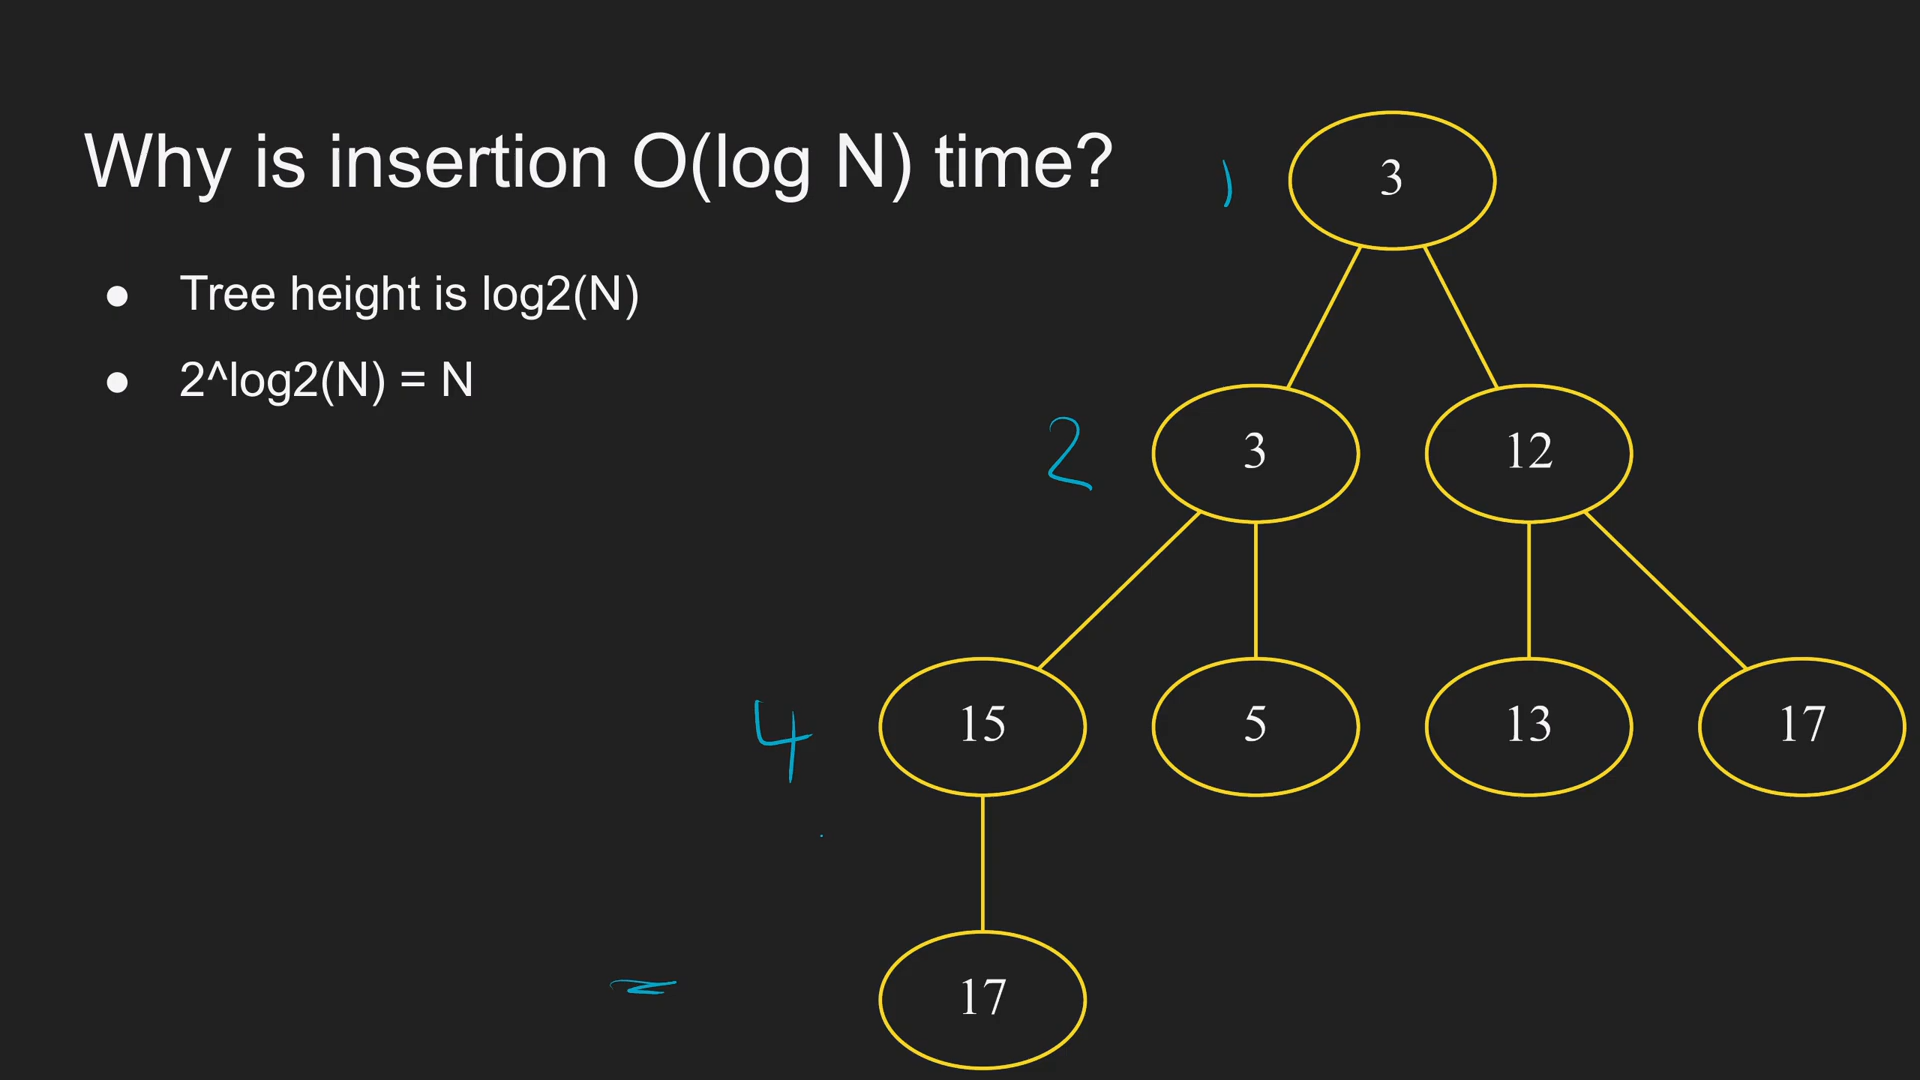 Why is insertion O(log N) time?
● Tree height is log2(N)
● 2^log2(N) = N
1 3
2 3 12
4 15 5 13 17
17